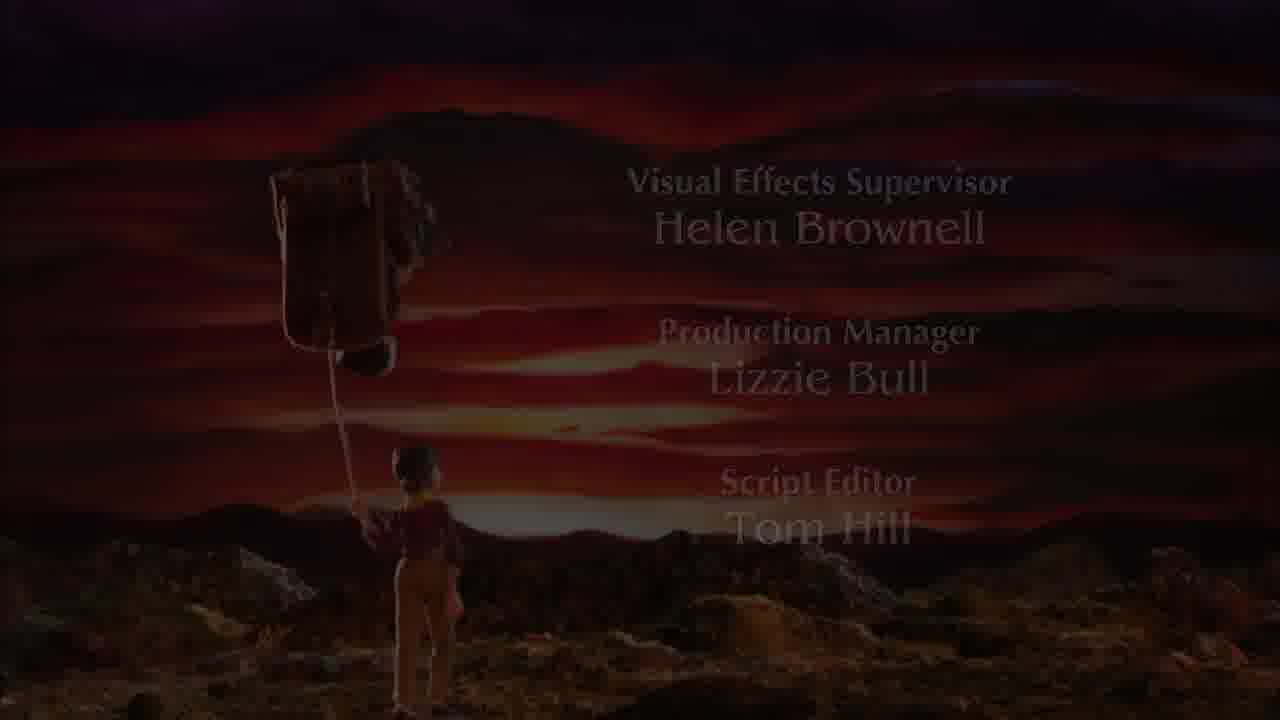 Visual Effects Supervisor
Helen Brownell
Production Manager
Lizzie Bull
Script Editor
Tom Hill